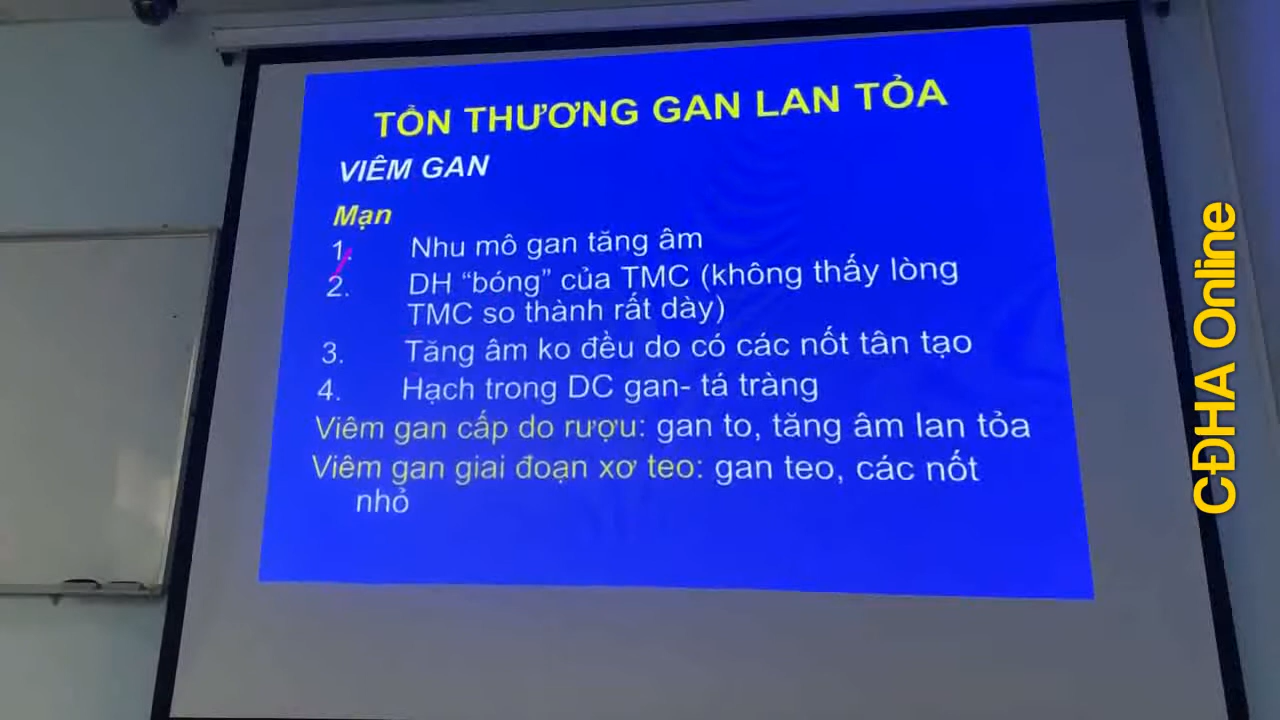 TỔN THƯƠNG GAN LAN TỎA
VIÊM GAN
Mạn
1. Nhu mô gan tăng âm
2. DH “bóng” của TMC (không thấy lòng
TMC so thành rất dày)
3. Tăng âm ko đều do có các nốt tân tạo
4. Hạch trong DC gan- tá tràng
Viêm gan cấp do rượu: gan to, tăng âm lan tỏa
Viêm gan giai đoạn xơ teo: gan teo, các nốt
nhỏ
CĐHA Online